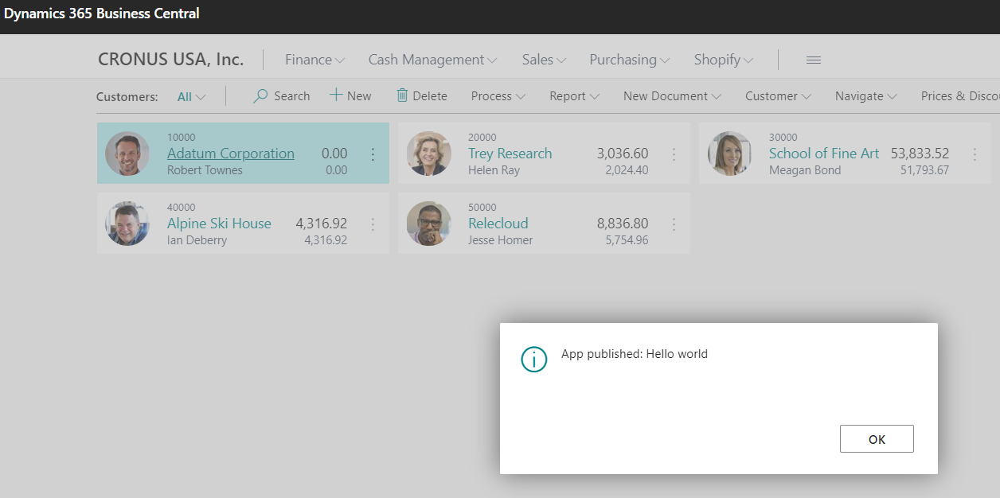 Dynamics 365 Business Central
CRONUS USA, Inc. Finance Cash Management Sales Purchasing Shopify
Customers: All Search New Delete Process Report New Document Customer Navigate Prices & Disco
10000
Adatum Corporation 0.00
Robert Townes 0.00
20000
Trey Research 3,036.60
Helen Ray 2,024.40
30000
School of Fine Art 53,833.52
Meagan Bond 51,793.67
40000
Alpine Ski House 4,316.92
Ian Deberry 4,316.92
50000
Relecloud 8,836.80
Jesse Homer 5,754.96
App published: Hello world
OK